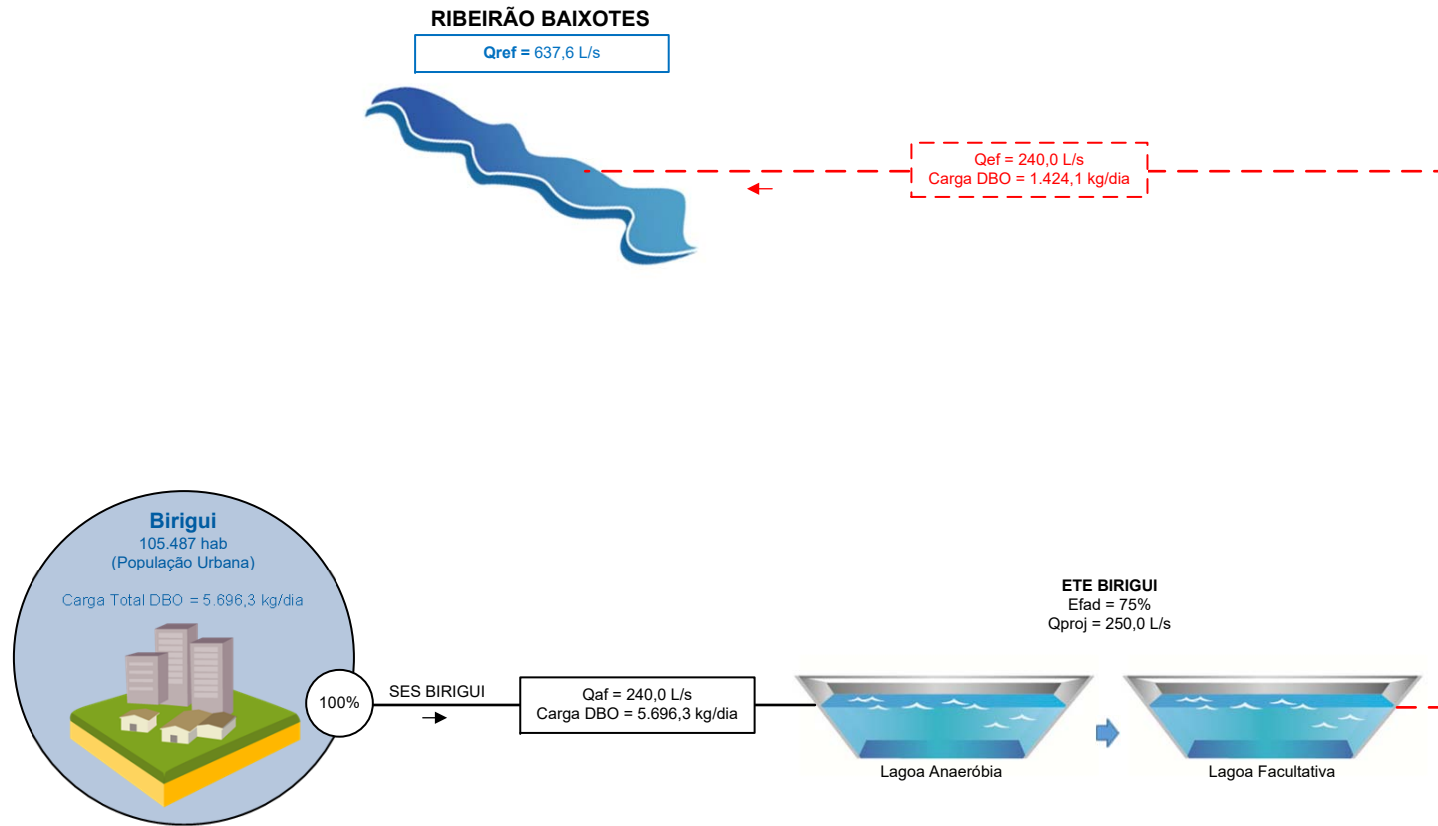 RIBEIRÃO BAIXOTES
Qref = 637,6 L/s
Qef = 240,0 L/s
Carga DBO = 1.424,1 kg/dia
Birigui
105.487 hab
(População Urbana)
Carga Total DBO = 5.696,3 kg/dia
100%
SES BIRIGUI
Qaf = 240,0 L/s
Carga DBO = 5.696,3 kg/dia
ETE BIRIGUI
Efad = 75%
Qproj = 250,0 L/s
Lagoa Anaeróbia
Lagoa Facultativa